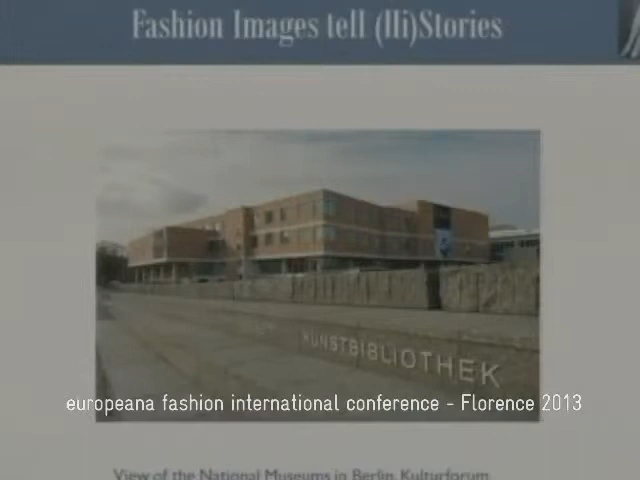 Fashion Images tell (Hi)Stories
KUNSTBIBLIOTHEK
europeana fashion international conference - Florence 2013
View of the National Museums in Berlin, Kulturforum